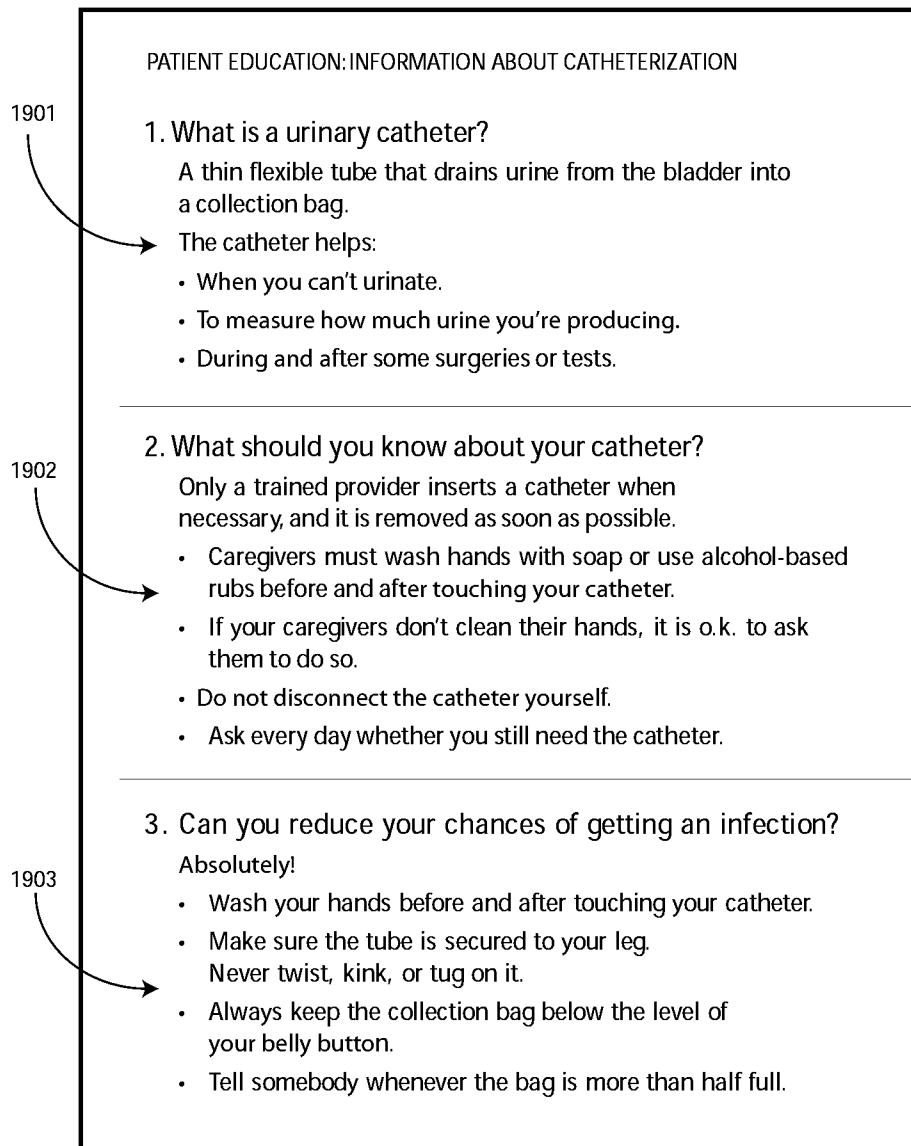 PATIENT EDUCATION: INFORMATION ABOUT CATHETERIZATION
1901
1. What is a urinary catheter?
A thin flexible tube that drains urine from the bladder into
a collection bag.
The catheter helps:
• When you can't urinate.
• To measure how much urine you're producing.
• During and after some surgeries or tests.
1902
2. What should you know about your catheter?
Only a trained provider inserts a catheter when
necessary, and it is removed as soon as possible.
• Caregivers must wash hands with soap or use alcohol-based
rubs before and after touching your catheter.
• If your caregivers don't clean their hands, it is o.k. to ask
them to do so.
• Do not disconnect the catheter yourself.
• Ask every day whether you still need the catheter.
1903
3. Can you reduce your chances of getting an infection?
Absolutely!
• Wash your hands before and after touching your catheter.
• Make sure the tube is secured to your leg.
Never twist, kink, or tug on it.
• Always keep the collection bag below the level of
your belly button.
• Tell somebody whenever the bag is more than half full.